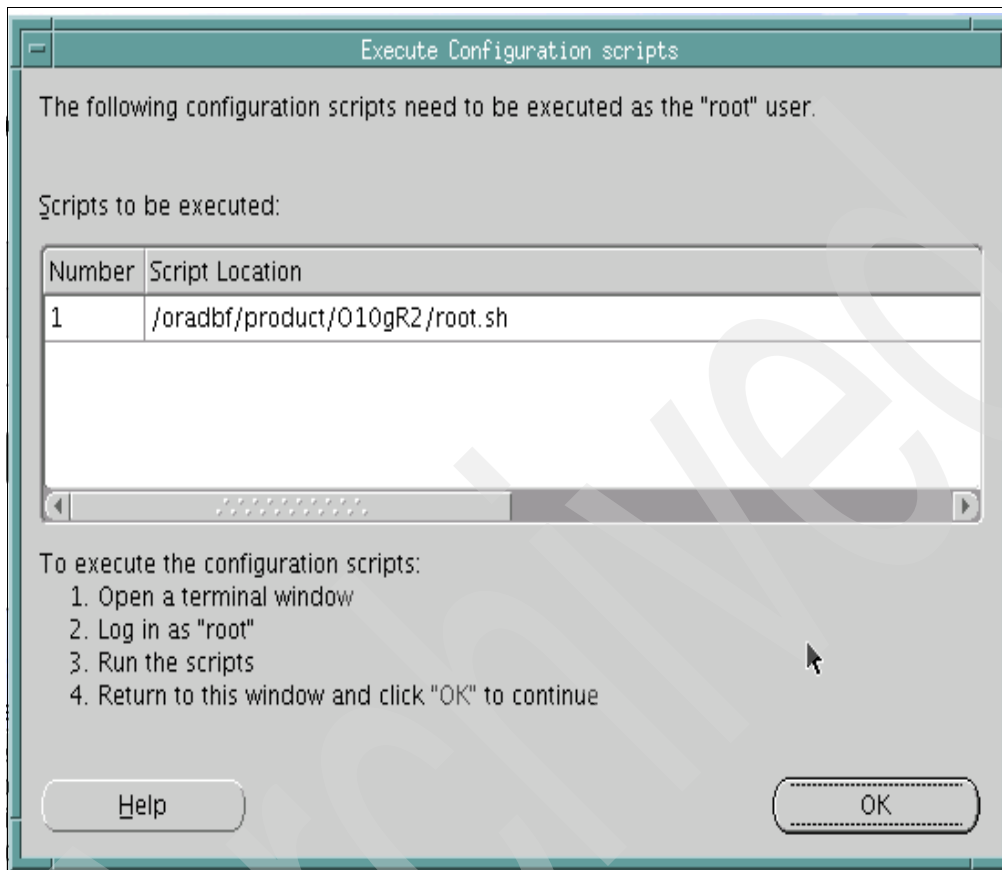 Execute Configuration scripts
The following configuration scripts need to be executed as the "root" user.
Scripts to be executed:
Number Script Location
1 /oradbf/product/O10gR2/root.sh
To execute the configuration scripts:
1. Open a terminal window
2. Log in as "root"
3. Run the scripts
4. Return to this window and click "OK" to continue
Help OK
Archived